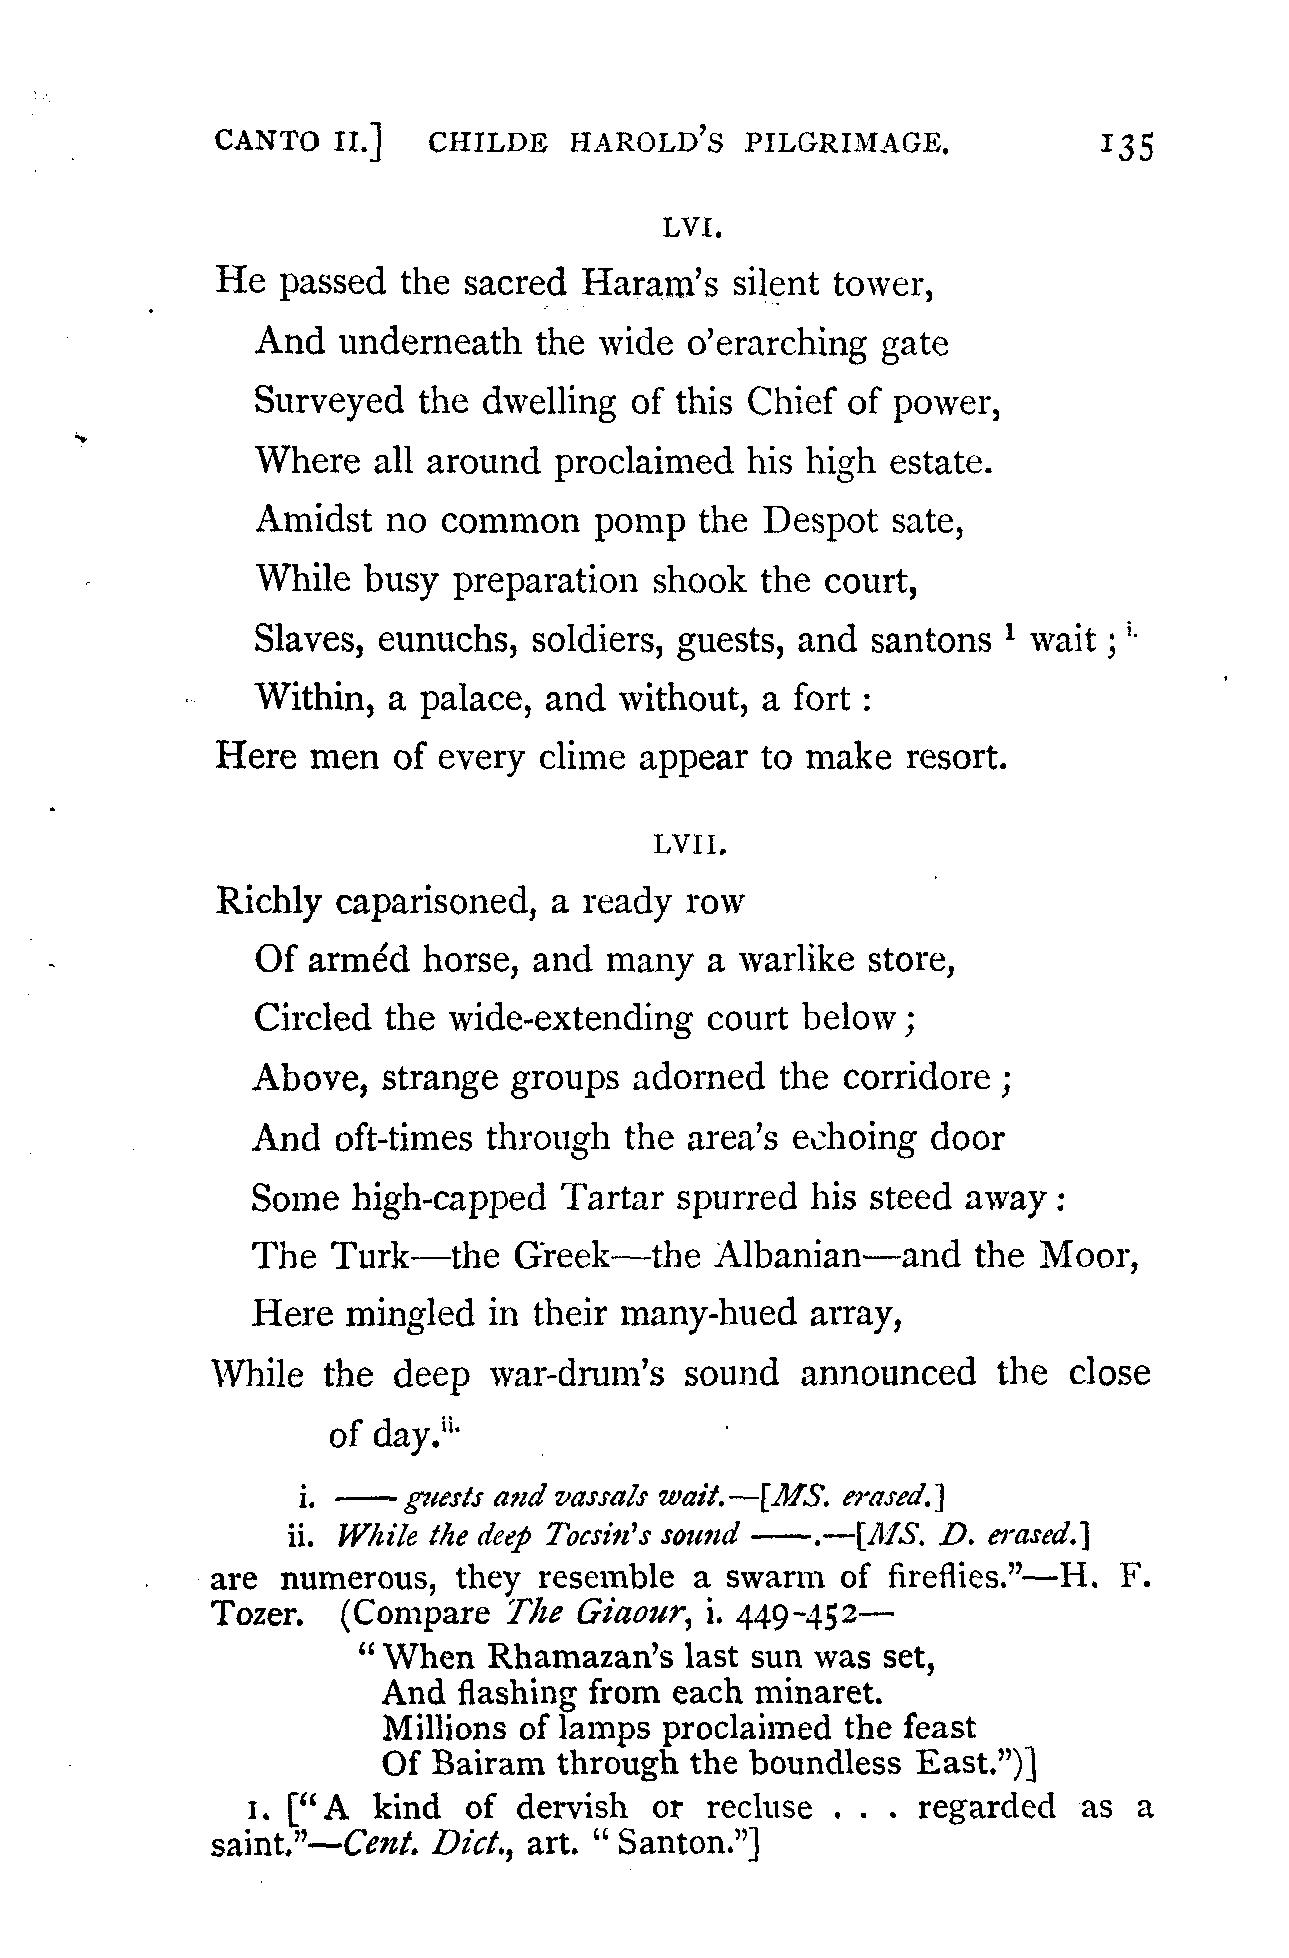 CANTO II.] CHILDE HAROLD'S PILGRIMAGE. 135
LVI.
He passed the sacred Haram's silent tower,
And underneath the wide o'erarching gate
Surveyed the dwelling of this Chief of power,
Where all around proclaimed his high estate.
Amidst no common pomp the Despot sate,
While busy preparation shook the court,
Slaves, eunuchs, soldiers, guests, and santons ¹ wait ; i.
Within, a palace, and without, a fort :
Here men of every clime appear to make resort.
LVII.
Richly caparisoned, a ready row
Of arméd horse, and many a warlike store,
Circled the wide-extending court below ;
Above, strange groups adorned the corridore ;
And oft-times through the area's echoing door
Some high-capped Tartar spurred his steed away :
The Turk—the Greek—the Albanian—and the Moor,
Here mingled in their many-hued array,
While the deep war-drum's sound announced the close
of day.ii.
i. —— guests and vassals wait.—[MS. erased.]
ii. While the deep Tocsin's sound ——.—[MS. D. erased.]
are numerous, they resemble a swarm of fireflies."—H. F.
Tozer. (Compare The Giaour, i. 449-452—
"When Rhamazan's last sun was set,
And flashing from each minaret.
Millions of lamps proclaimed the feast
Of Bairam through the boundless East.")]
1. ["A kind of dervish or recluse . . . regarded as a
saint."—Cent. Dict., art. "Santon."]